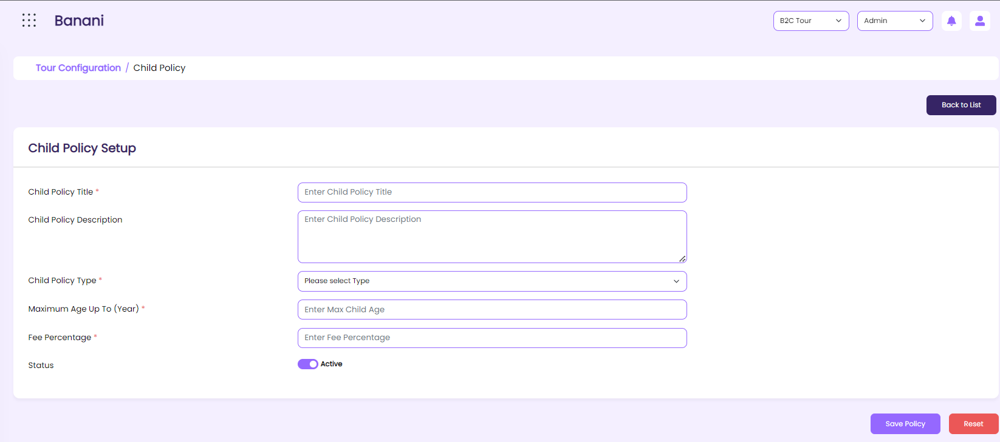 Banani
B2C Tour
Admin
Tour Configuration / Child Policy
Back to List
Child Policy Setup
Child Policy Title *
Enter Child Policy Title
Child Policy Description
Enter Child Policy Description
Child Policy Type *
Please select Type
Maximum Age Up To (Year) *
Enter Max Child Age
Fee Percentage *
Enter Fee Percentage
Status
Active
Save Policy
Reset